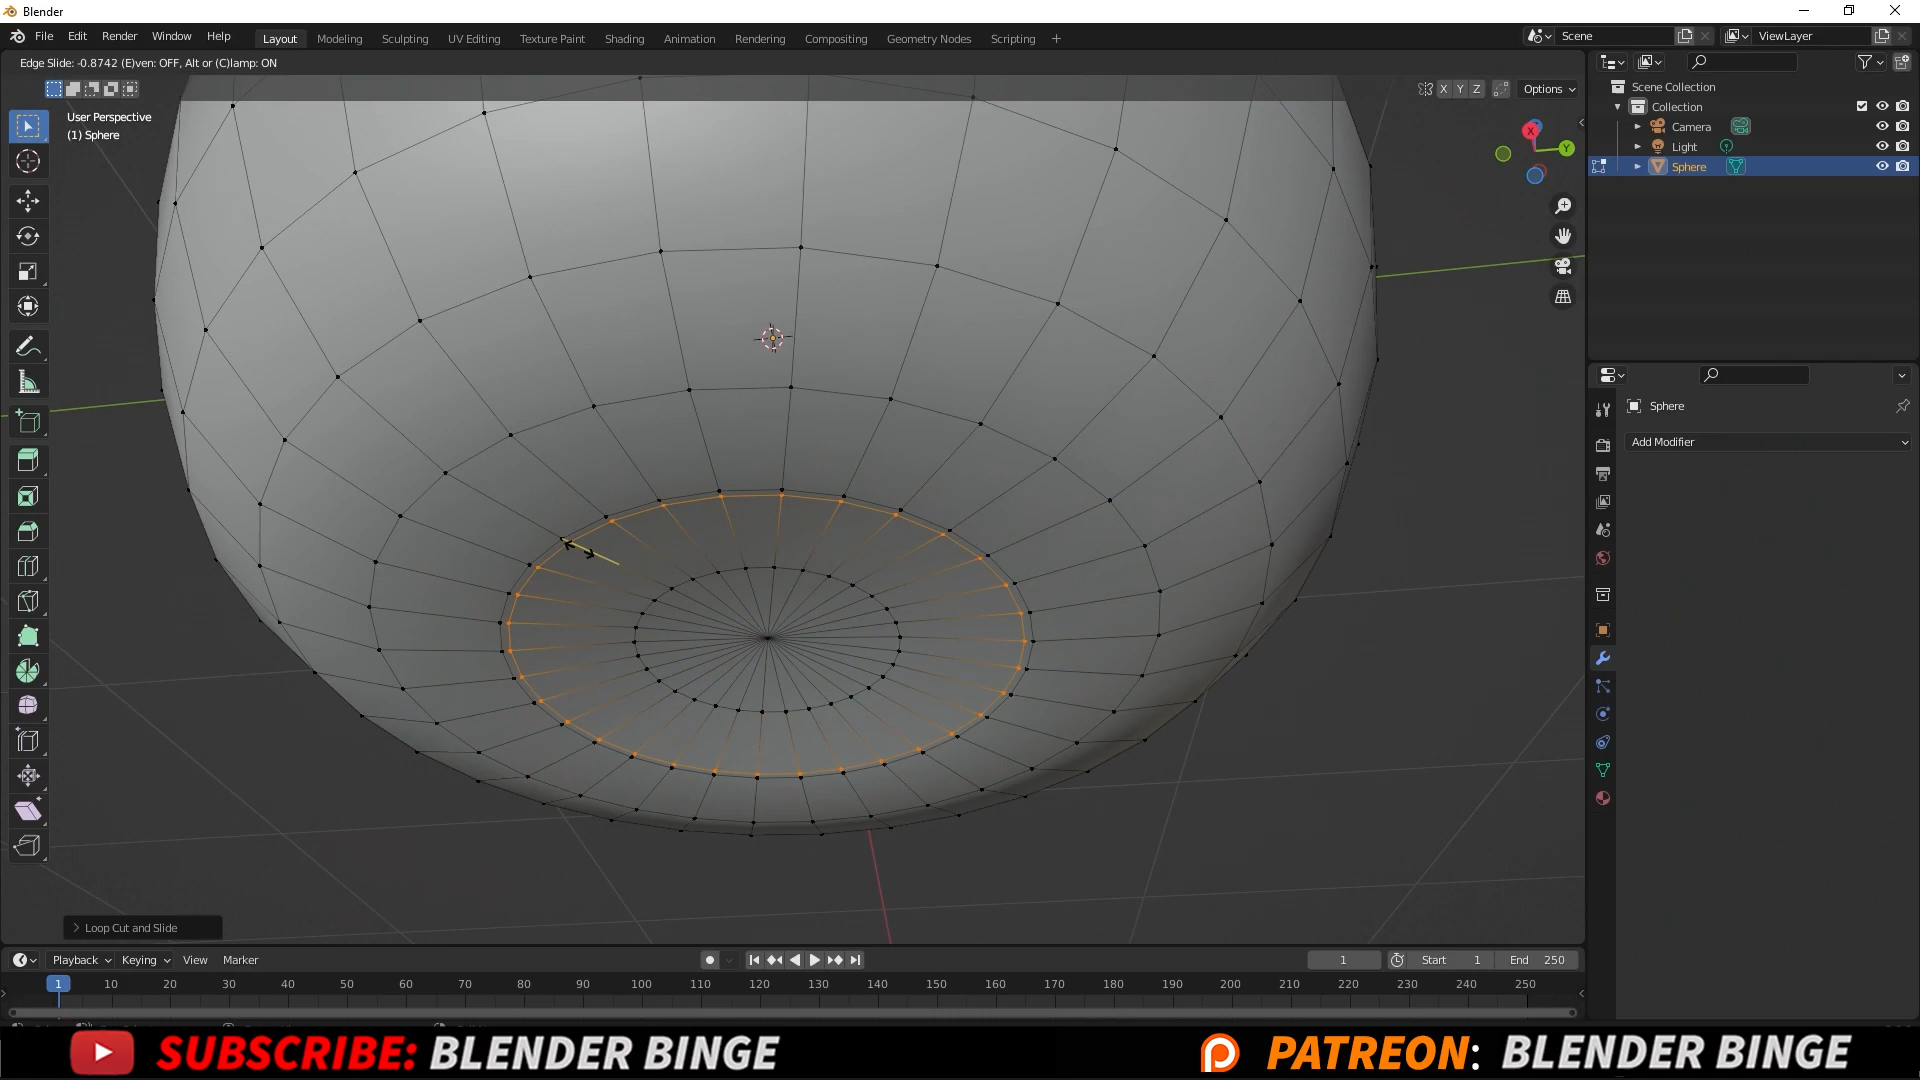 Blender
File Edit Render Window Help
Layout Modeling Sculpting UV Editing Texture Paint Shading Animation Rendering Compositing Geometry Nodes Scripting +
Scene
ViewLayer
Edge Slide: -0.8742 (E)ven: OFF, Alt or (C)lamp: ON
X Y Z
Options
User Perspective
(1) Sphere
X
Y
Scene Collection
Collection
Camera
Light
Sphere
Sphere
Add Modifier
Loop Cut and Slide
Playback Keying View Marker
1
Start 1
End 250
1 10 20 30 40 50 60 70 80 90 100 110 120 130 140 150 160 170 180 190 200 210 220 230 240 250
SUBSCRIBE: BLENDER BINGE
PATREON: BLENDER BINGE